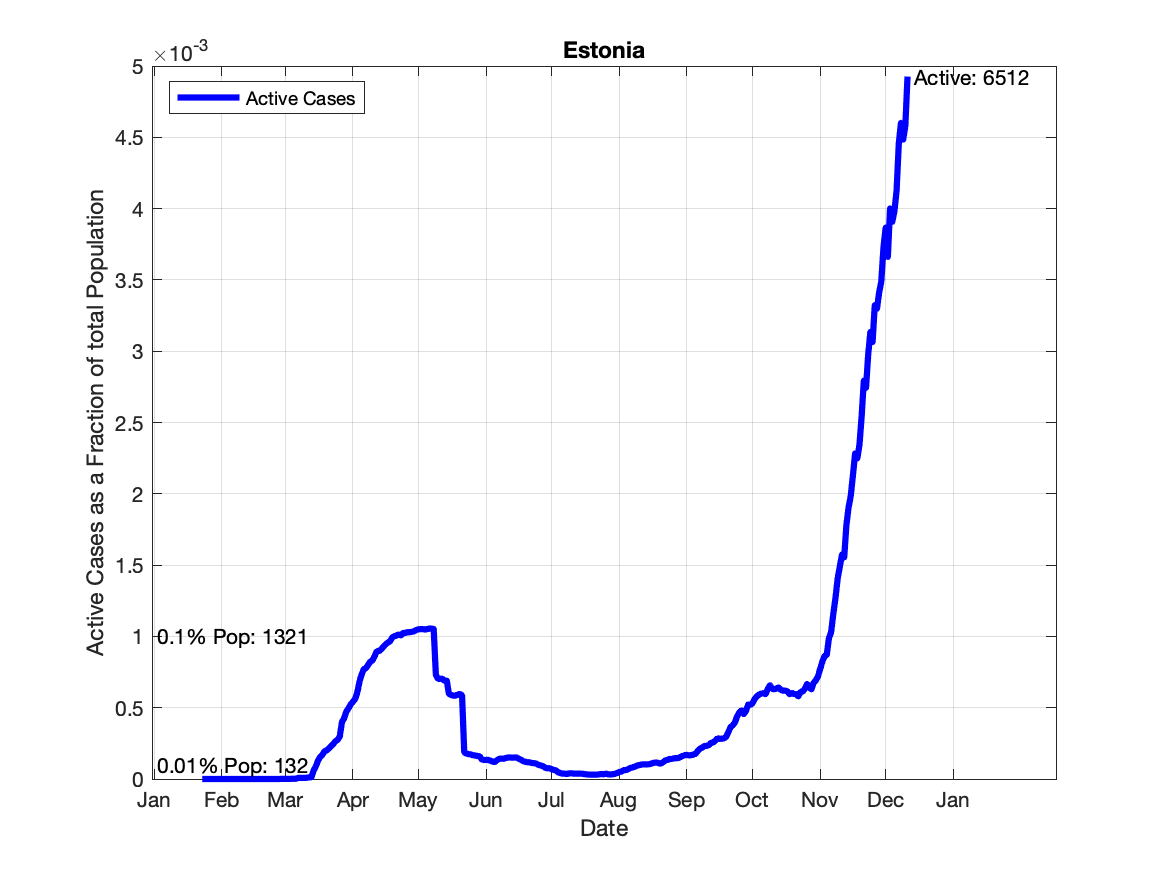 Estonia
×10-3
5
4.5
4
3.5
3
2.5
2
1.5
1
0.5
0
Active Cases as a Fraction of total Population
Active Cases
Active: 6512
0.1% Pop: 1321
0.01% Pop: 132
Jan Feb Mar Apr May Jun Jul Aug Sep Oct Nov Dec Jan
Date